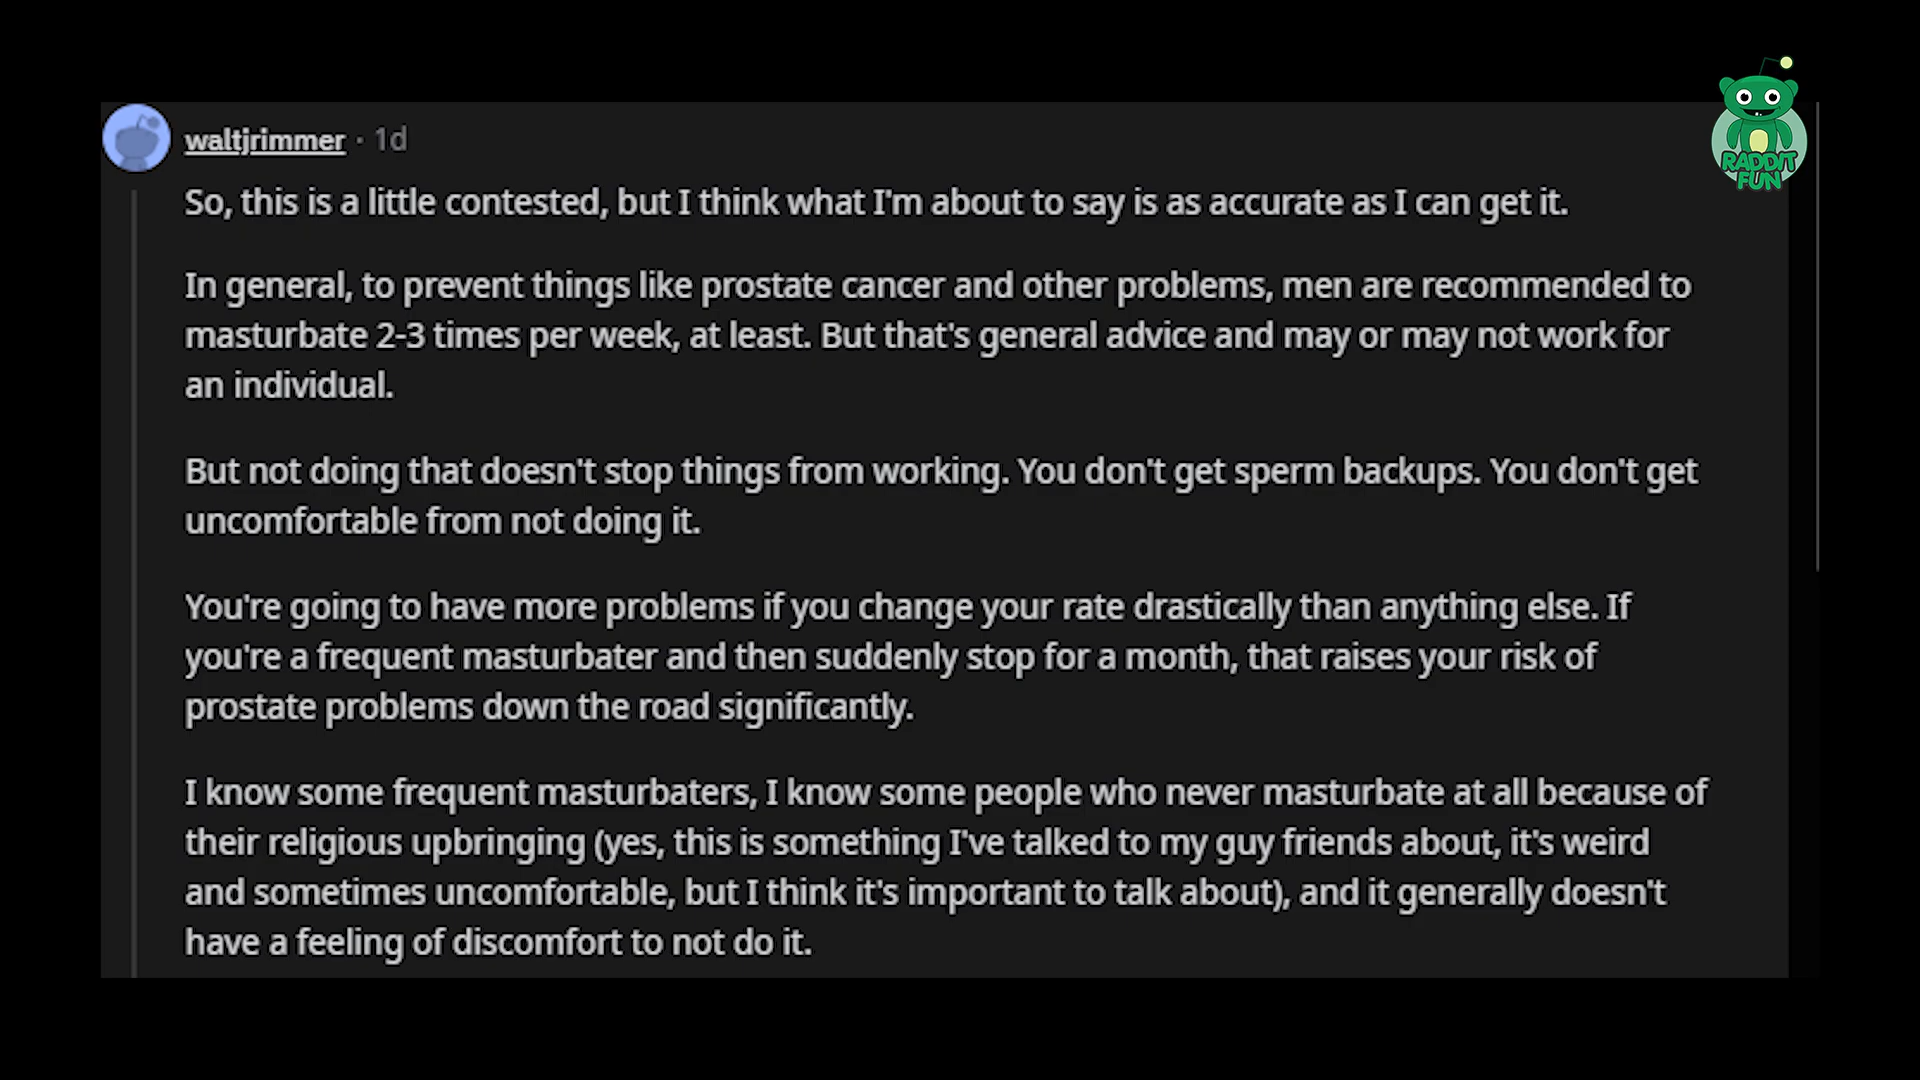 waltjrimmer · 1d
RADDIT
FUN
So, this is a little contested, but I think what I'm about to say is as accurate as I can get it.
In general, to prevent things like prostate cancer and other problems, men are recommended to
masturbate 2-3 times per week, at least. But that's general advice and may or may not work for
an individual.
But not doing that doesn't stop things from working. You don't get sperm backups. You don't get
uncomfortable from not doing it.
You're going to have more problems if you change your rate drastically than anything else. If
you're a frequent masturbater and then suddenly stop for a month, that raises your risk of
prostate problems down the road significantly.
I know some frequent masturbaters, I know some people who never masturbate at all because of
their religious upbringing (yes, this is something I've talked to my guy friends about, it's weird
and sometimes uncomfortable, but I think it's important to talk about), and it generally doesn't
have a feeling of discomfort to not do it.